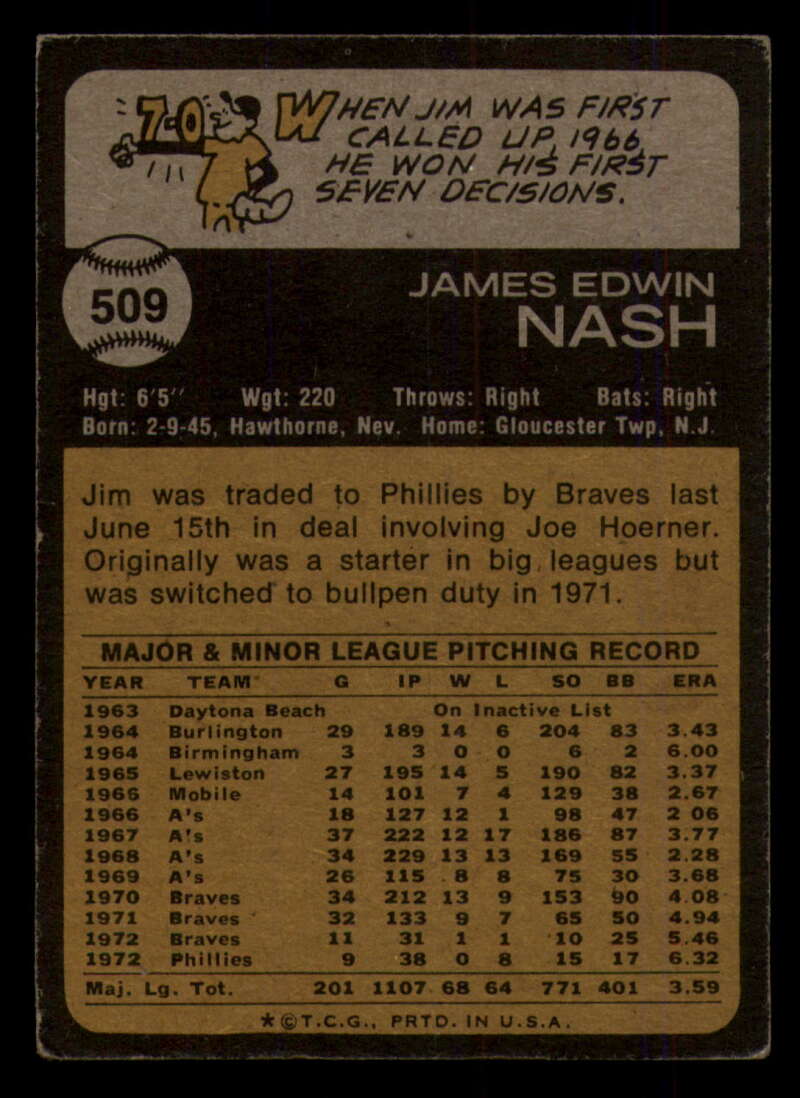 7-0
WHEN JIM WAS FIRST
CALLED UP, 1966,
HE WON HIS FIRST
SEVEN DECISIONS.
509
JAMES EDWIN
NASH
Hgt: 6'5" Wgt: 220 Throws: Right Bats: Right
Born: 2-9-45, Hawthorne, Nev. Home: Gloucester Twp, N.J.
Jim was traded to Phillies by Braves last
June 15th in deal involving Joe Hoerner.
Originally was a starter in big leagues but
was switched to bullpen duty in 1971.
MAJOR & MINOR LEAGUE PITCHING RECORD
YEAR TEAM G IP W L SO BB ERA
1963 Daytona Beach On Inactive List
1964 Burlington 29 189 14 6 204 83 3.43
1964 Birmingham 3 3 0 0 6 2 6.00
1965 Lewiston 27 195 14 5 190 82 3.37
1966 Mobile 14 101 7 4 129 38 2.67
1966 A's 18 127 12 1 98 47 2 06
1967 A's 37 222 12 17 186 87 3.77
1968 A's 34 229 13 13 169 55 2.28
1969 A's 26 115 8 8 75 30 3.68
1970 Braves 34 212 13 9 153 90 4.08
1971 Braves 32 133 9 7 65 50 4.94
1972 Braves 11 31 1 1 10 25 5.46
1972 Phillies 9 38 0 8 15 17 6.32
Maj. Lg. Tot. 201 1107 68 64 771 401 3.59
*©T.C.G., PRTD. IN U.S.A.